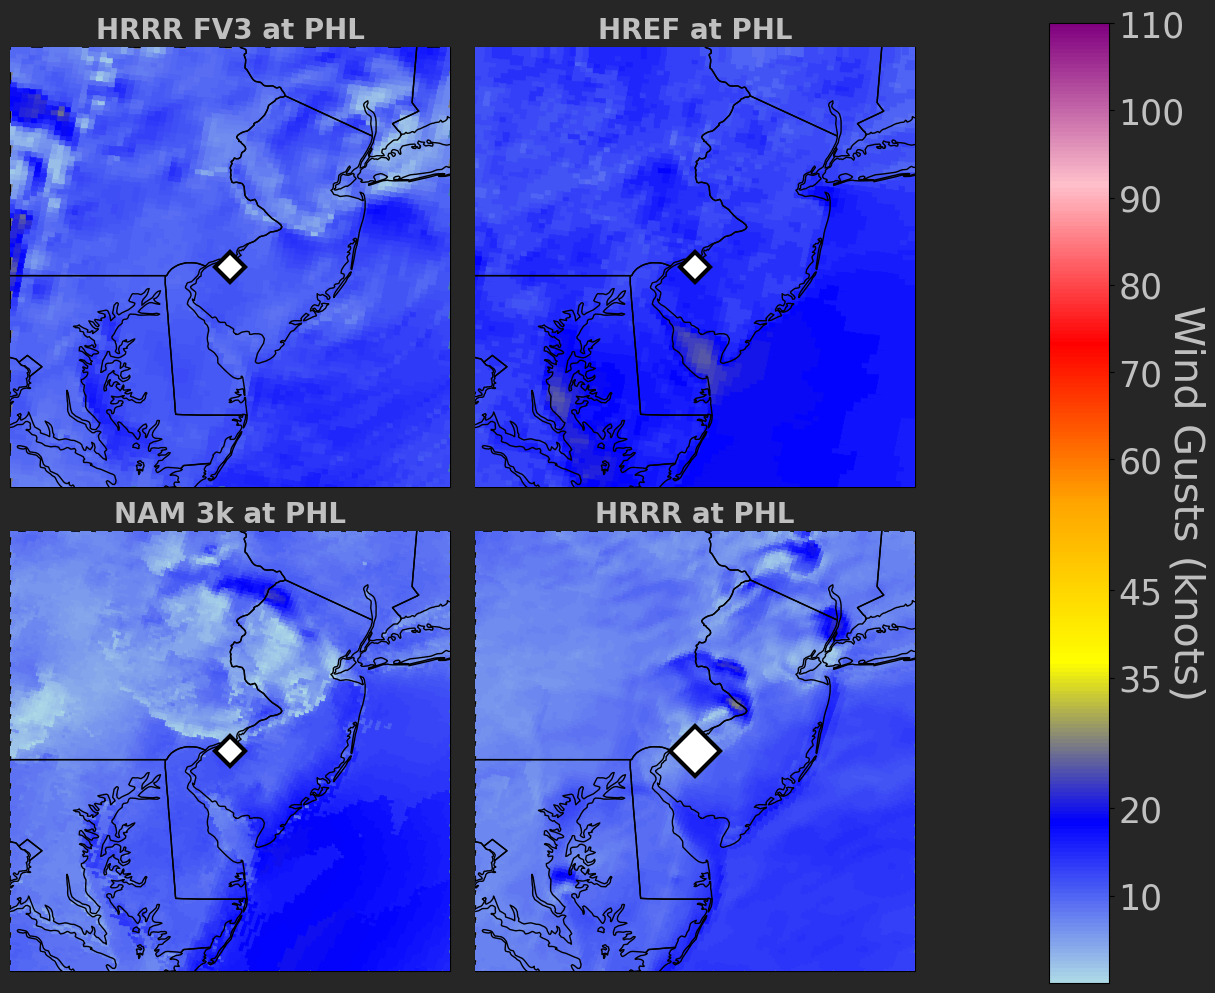 HRRR FV3 at PHL
HREF at PHL
NAM 3k at PHL
HRRR at PHL
110
100
90
80
70
60
45
35
20
10
Wind Gusts (knots)